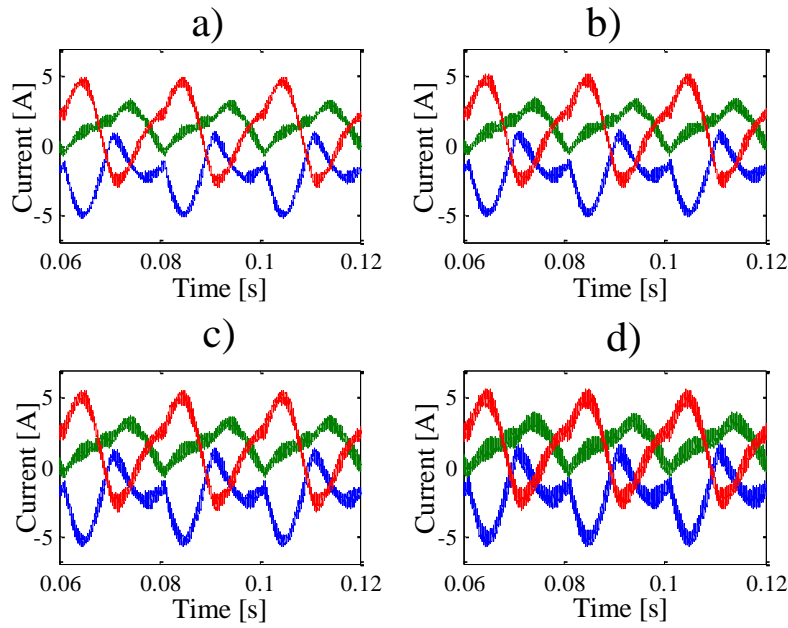 a)
Current [A]
5
0
-5
0.06
0.08
0.1
0.12
Time [s]
b)
Current [A]
5
0
-5
0.06
0.08
0.1
0.12
Time [s]
c)
Current [A]
5
0
-5
0.06
0.08
0.1
0.12
Time [s]
d)
Current [A]
5
0
-5
0.06
0.08
0.1
0.12
Time [s]